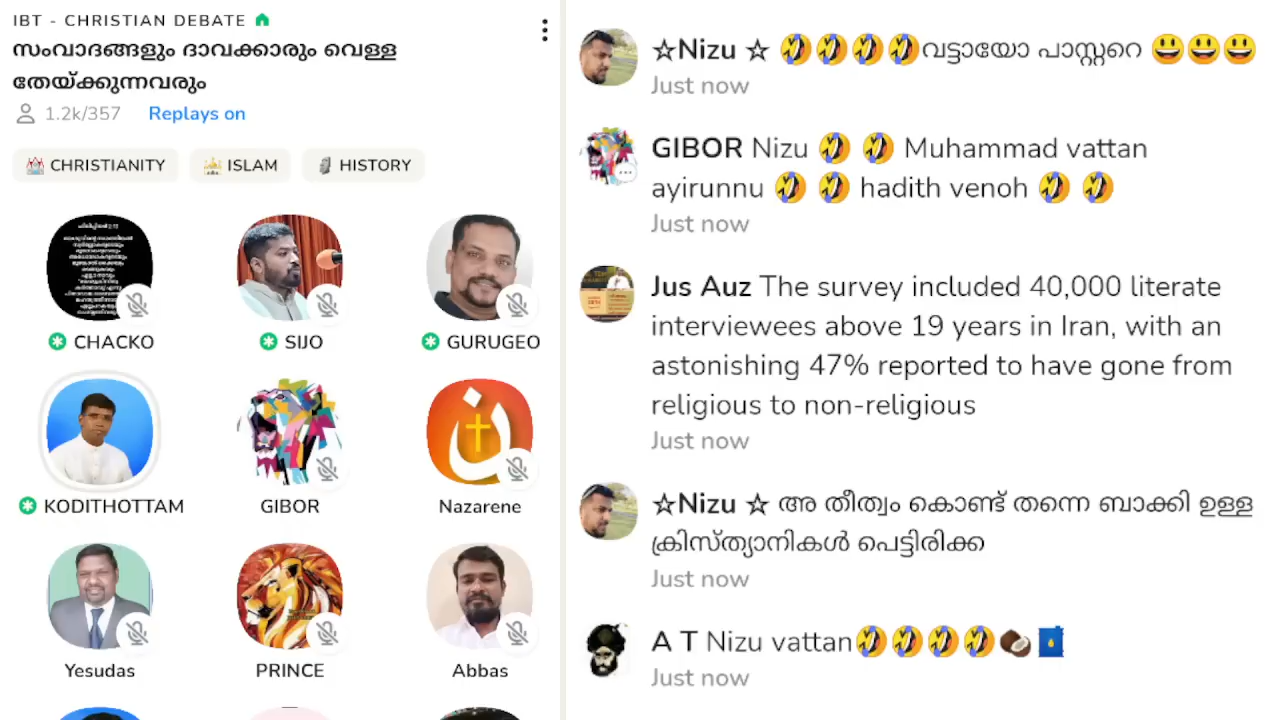 IBT - CHRISTIAN DEBATE
സംവാദങ്ങളും ദാവക്കാരും വെള്ള
തേയ്ക്കുന്നവരും
1.2k/357 Replays on
CHRISTIANITY ISLAM HISTORY
CHACKO SIJO GURUGEO
KODITHOTTAM GIBOR Nazarene
Yesudas PRINCE Abbas
☆Nizu ☆ 🤣🤣🤣🤣വട്ടായോ പാസ്റ്ററെ 😃😃😃
Just now
GIBOR Nizu 🤣 🤣 Muhammad vattan
ayirunnu 🤣 🤣 hadith venoh 🤣 🤣
Just now
Jus Auz The survey included 40,000 literate
interviewees above 19 years in Iran, with an
astonishing 47% reported to have gone from
religious to non-religious
Just now
☆Nizu ☆ അ തീത്വം കൊണ്ട് തന്നെ ബാക്കി ഉള്ള
ക്രിസ്ത്യാനികൾ പെട്ടിരിക്ക
Just now
A T Nizu vattan🤣🤣🤣🤣🥥
Just now